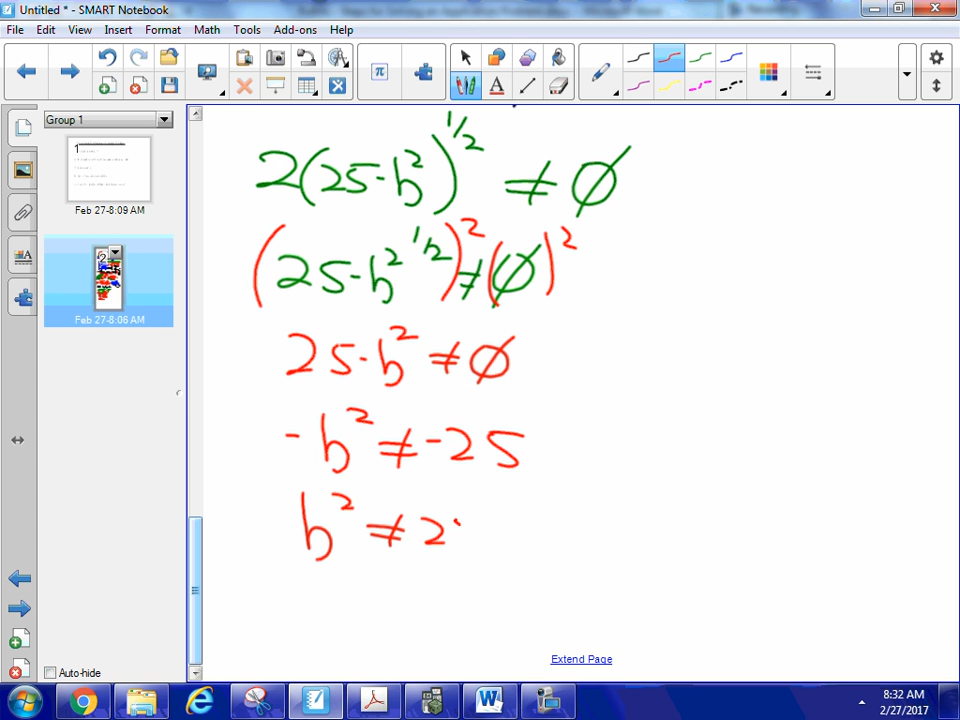 Untitled * - SMART Notebook
File Edit View Insert Format Math Tools Add-ons Help
Group 1
1
Feb 27-8:09 AM
2
Feb 27-8:06 AM
Auto-hide
2(25-b²)^1/2 ≠ ∅
(25-b²^1/2)² ≠ (∅)²
25-b² ≠ ∅
-b² ≠ -25
b² ≠ 2
Extend Page
8:32 AM
2/27/2017